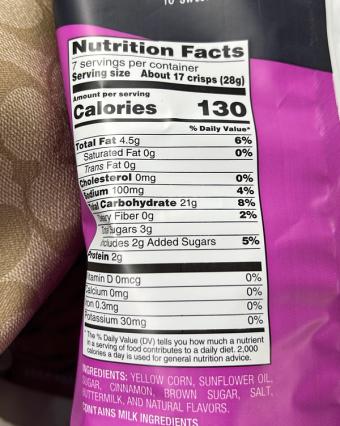 Nutrition Facts
7 servings per container
Serving size About 17 crisps (28g)
Amount per serving
Calories 130
% Daily Value*
Total Fat 4.5g 6%
Saturated Fat 0g 0%
Trans Fat 0g
Cholesterol 0mg 0%
Sodium 100mg 4%
Total Carbohydrate 21g 8%
Dietary Fiber 0g 2%
Total Sugars 3g
Includes 2g Added Sugars 5%
Protein 2g
Vitamin D 0mcg 0%
Calcium 0mg 0%
Iron 0.3mg 0%
Potassium 30mg 0%
* The % Daily Value (DV) tells you how much a nutrient
in a serving of food contributes to a daily diet. 2,000
calories a day is used for general nutrition advice.
INGREDIENTS: YELLOW CORN, SUNFLOWER OIL,
SUGAR, CINNAMON, BROWN SUGAR, SALT,
BUTTERMILK, AND NATURAL FLAVORS.
CONTAINS MILK INGREDIENTS